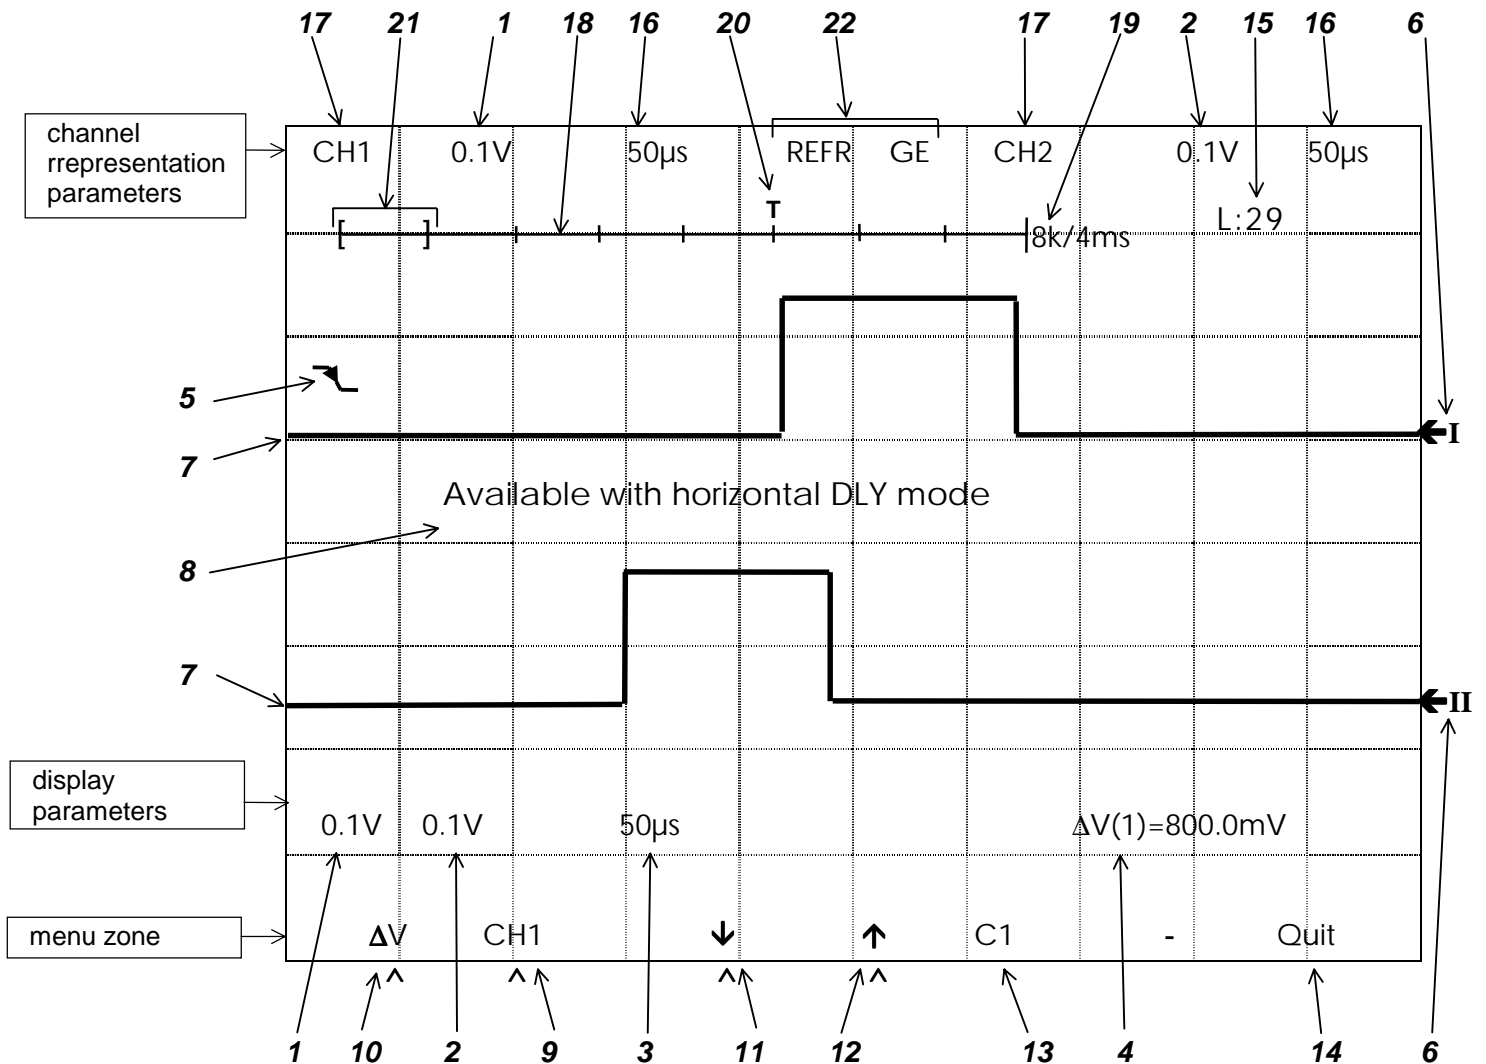 17 21 1 18 16 20 22 17 19 2 15 16 6
channel
rrepresentation
parameters
CH1 0.1V 50µs REFR GE CH2 0.1V 50µs
T
L:29
[ ] 8k/4ms
5
I
7
Available with horizontal DLY mode
8
7
II
display
parameters
0.1V 0.1V 50µs ΔV(1)=800.0mV
menu zone
ΔV CH1 ↓ ↑ C1 - Quit
^ ^ ^ ^
1 10 2 9 3 11 12 13 4 14 6